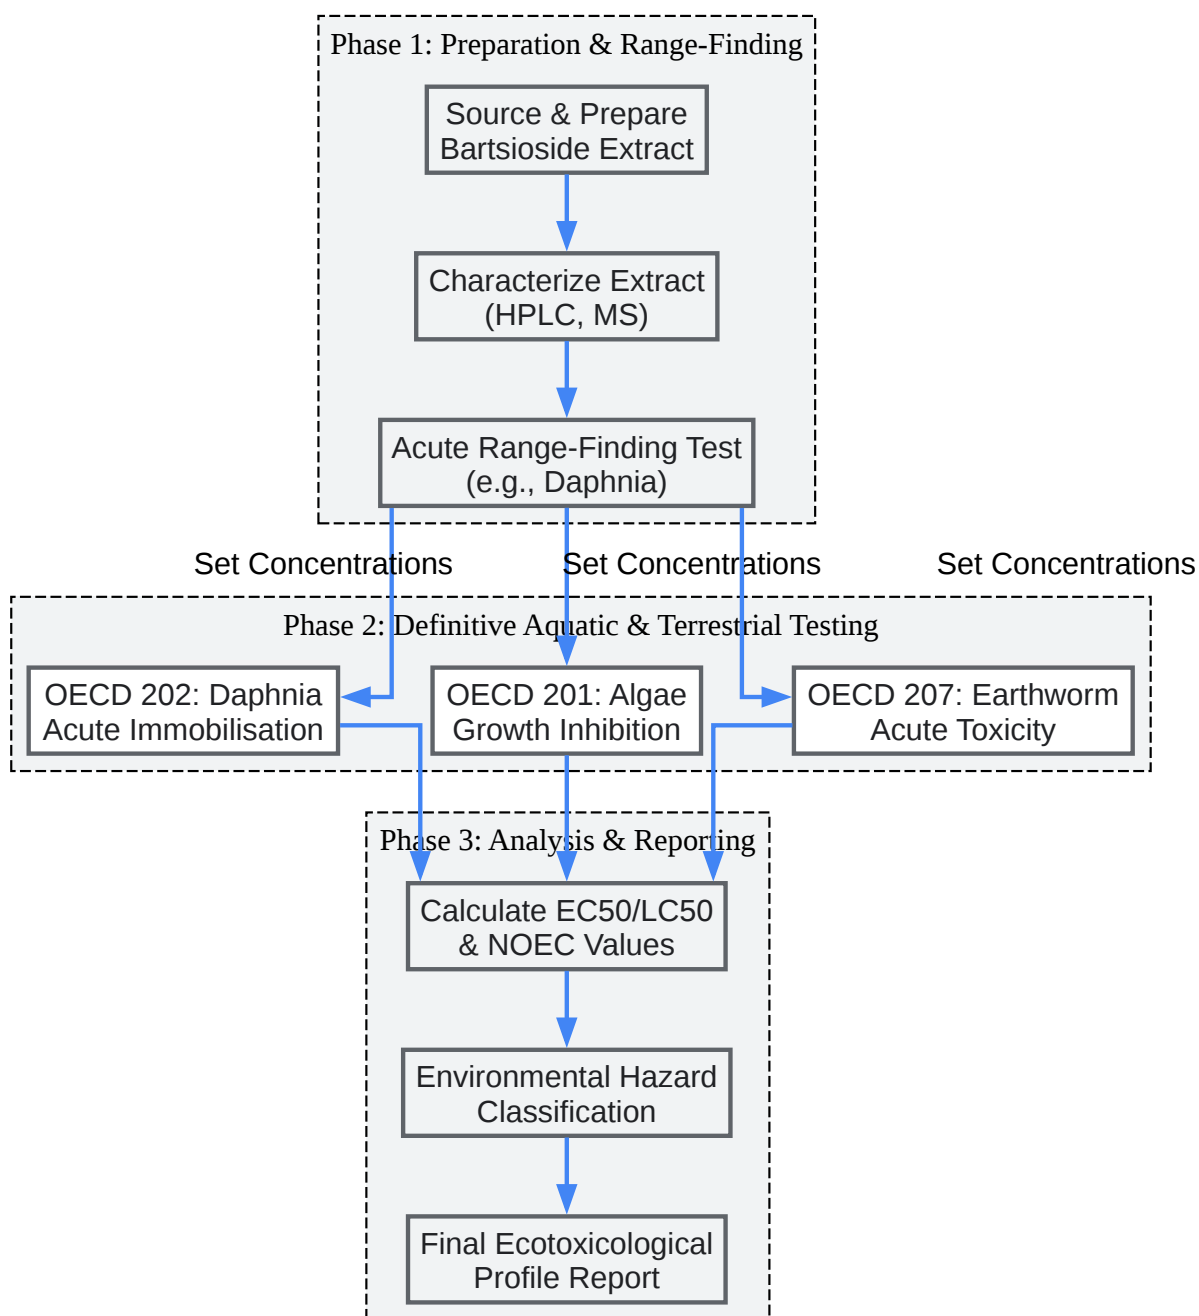 Phase 1: Preparation & Range-Finding
Source & Prepare
Bartsioside Extract
Characterize Extract
(HPLC, MS)
Acute Range-Finding Test
(e.g., Daphnia)
Set Concentrations
Set Concentrations
Set Concentrations
Phase 2: Definitive Aquatic & Terrestrial Testing
OECD 202: Daphnia
Acute Immobilisation
OECD 201: Algae
Growth Inhibition
OECD 207: Earthworm
Acute Toxicity
Phase 3: Analysis & Reporting
Calculate EC50/LC50
& NOEC Values
Environmental Hazard
Classification
Final Ecotoxicological
Profile Report